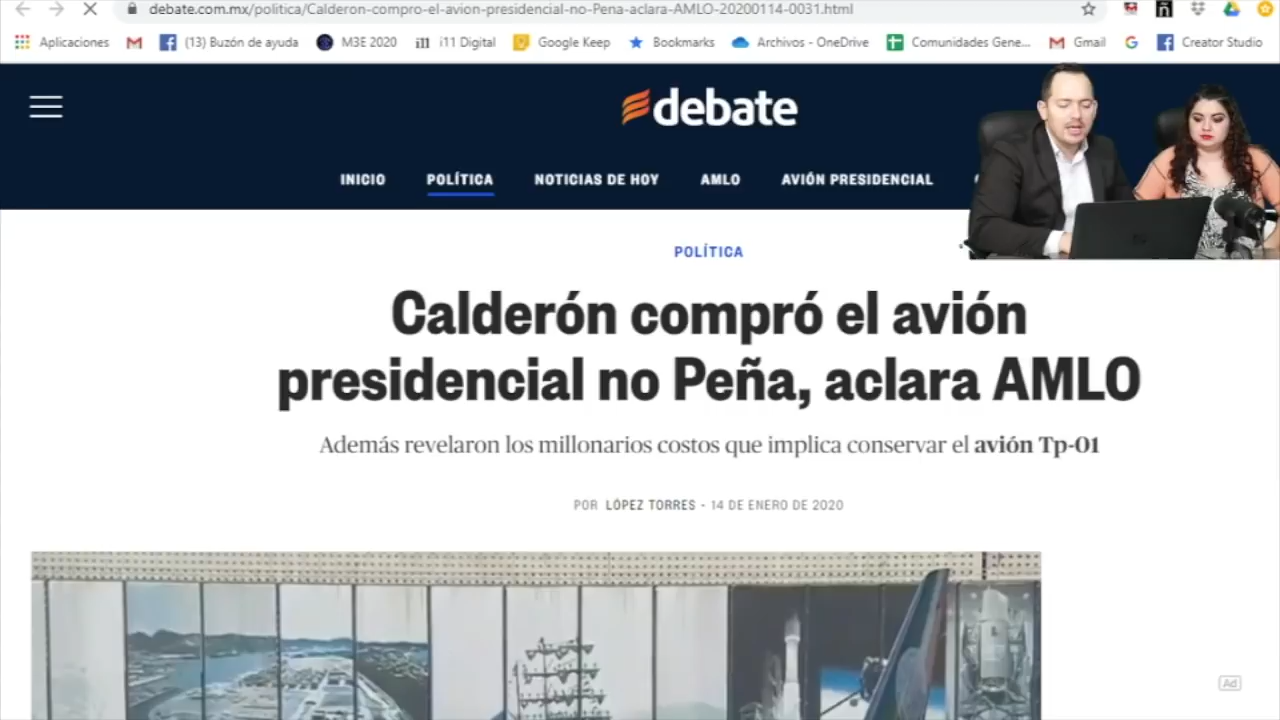 debate.com.mx/politica/Calderon-compro-el-avion-presidencial-no-Pena-aclara-AMLO-20200114-0031.html
Aplicaciones (13) Buzón de ayuda M3E 2020 i11 Digital Google Keep Bookmarks Archivos - OneDrive Comunidades Gene... Gmail Creator Studio
debate
INICIO POLÍTICA NOTICIAS DE HOY AMLO AVIÓN PRESIDENCIAL
POLÍTICA
Calderón compró el avión
presidencial no Peña, aclara AMLO
Además revelaron los millonarios costos que implica conservar el avión Tp-01
POR LÓPEZ TORRES - 14 DE ENERO DE 2020
Ad